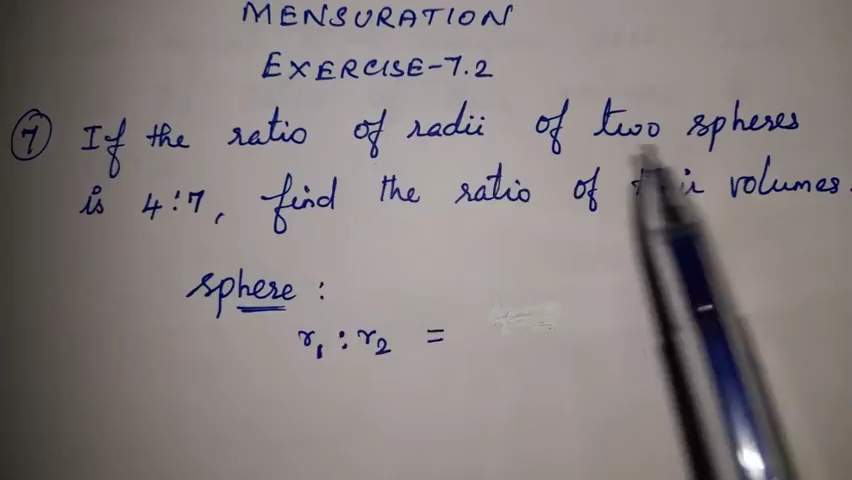 MENSURATION
EXERCISE-7.2
7 If the ratio of radii of two spheres
is 4:7, find the ratio of volumes.
sphere :
r₁ : r₂ =